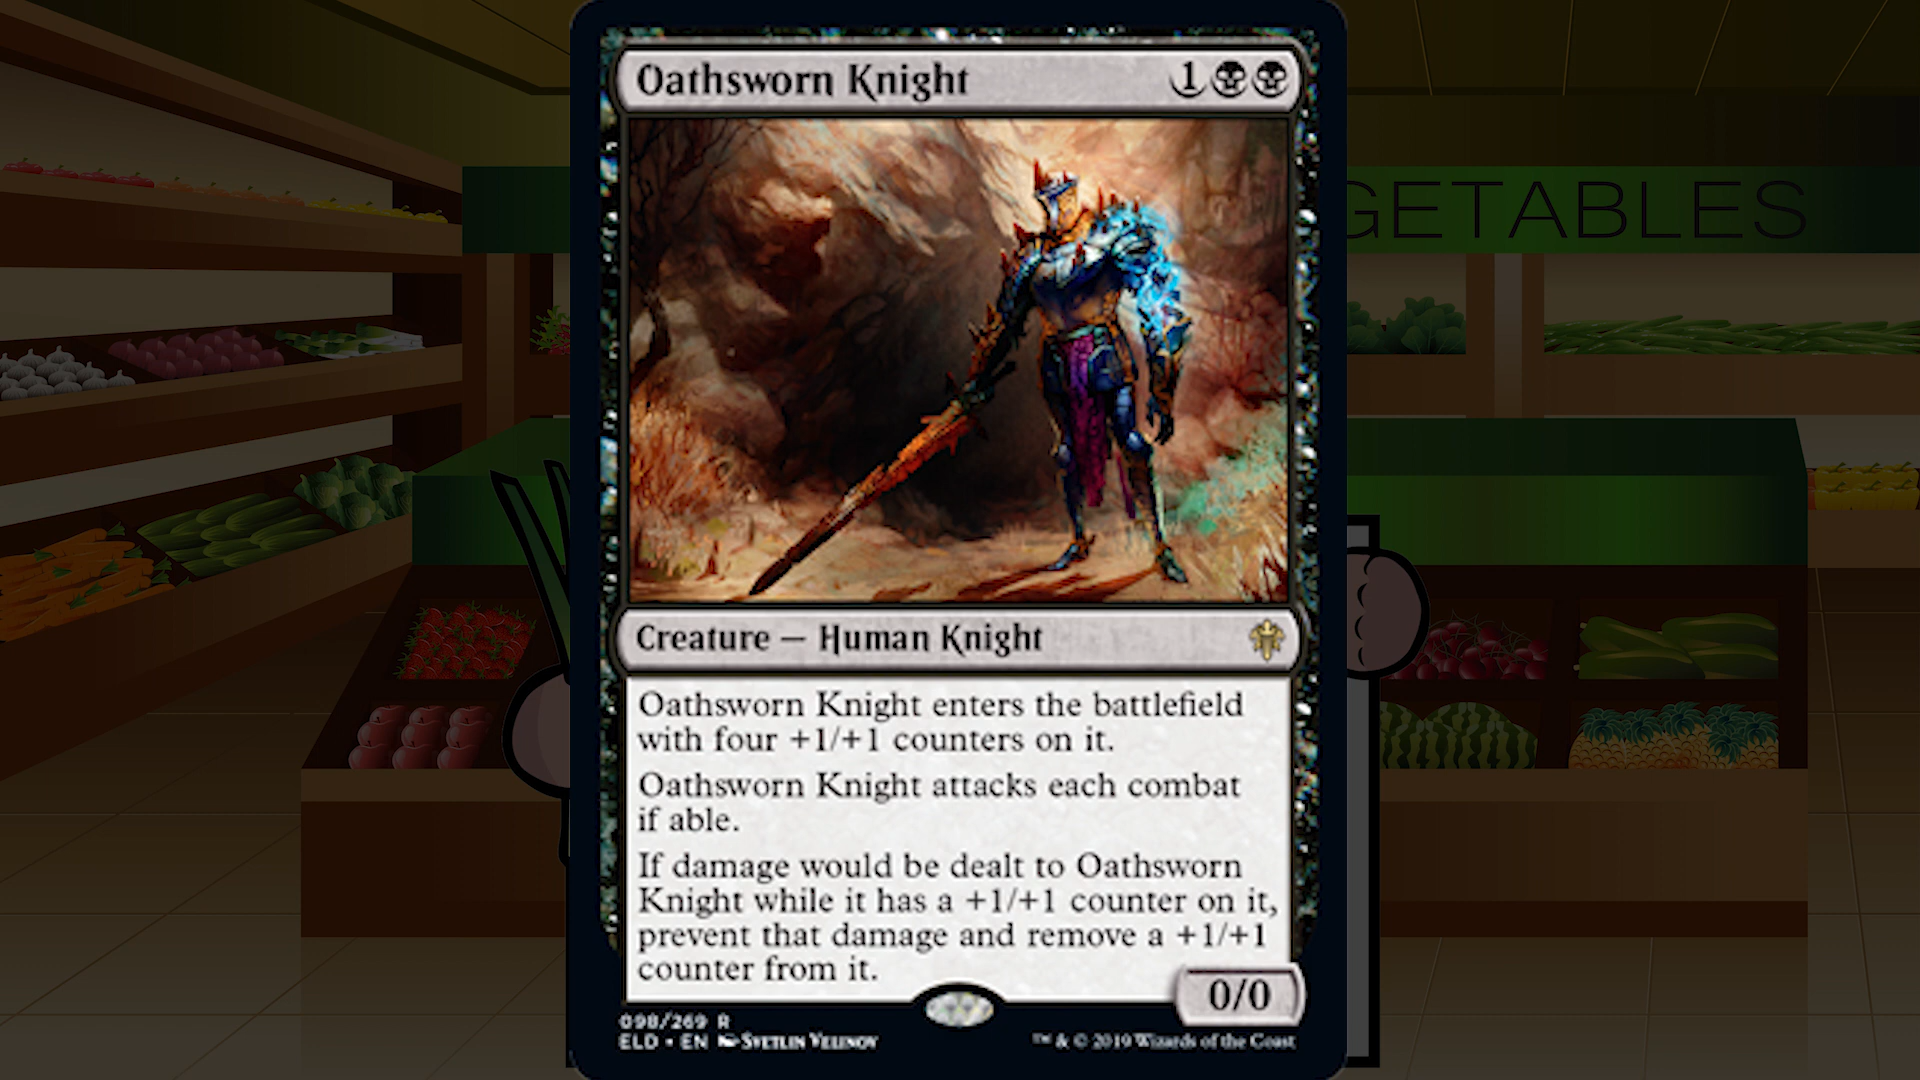 Oathsworn Knight 1
GETABLES
Creature — Human Knight
Oathsworn Knight enters the battlefield
with four +1/+1 counters on it.
Oathsworn Knight attacks each combat
if able.
If damage would be dealt to Oathsworn
Knight while it has a +1/+1 counter on it,
prevent that damage and remove a +1/+1
counter from it.
0/0
098/269 R
ELD • EN Svetlin Velinov
™ & © 2019 Wizards of the Coast